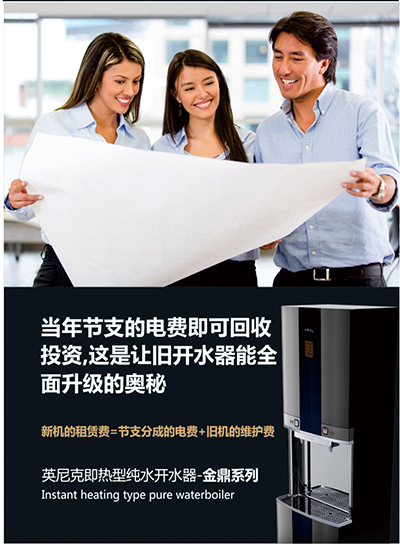 当年节支的电费即可回收
投资,这是让旧开水器能全
面升级的奥秘
新机的租赁费=节支分成的电费+旧机的维护费
英尼克即热型纯水开水器-金鼎系列
Instant heating type pure waterboiler